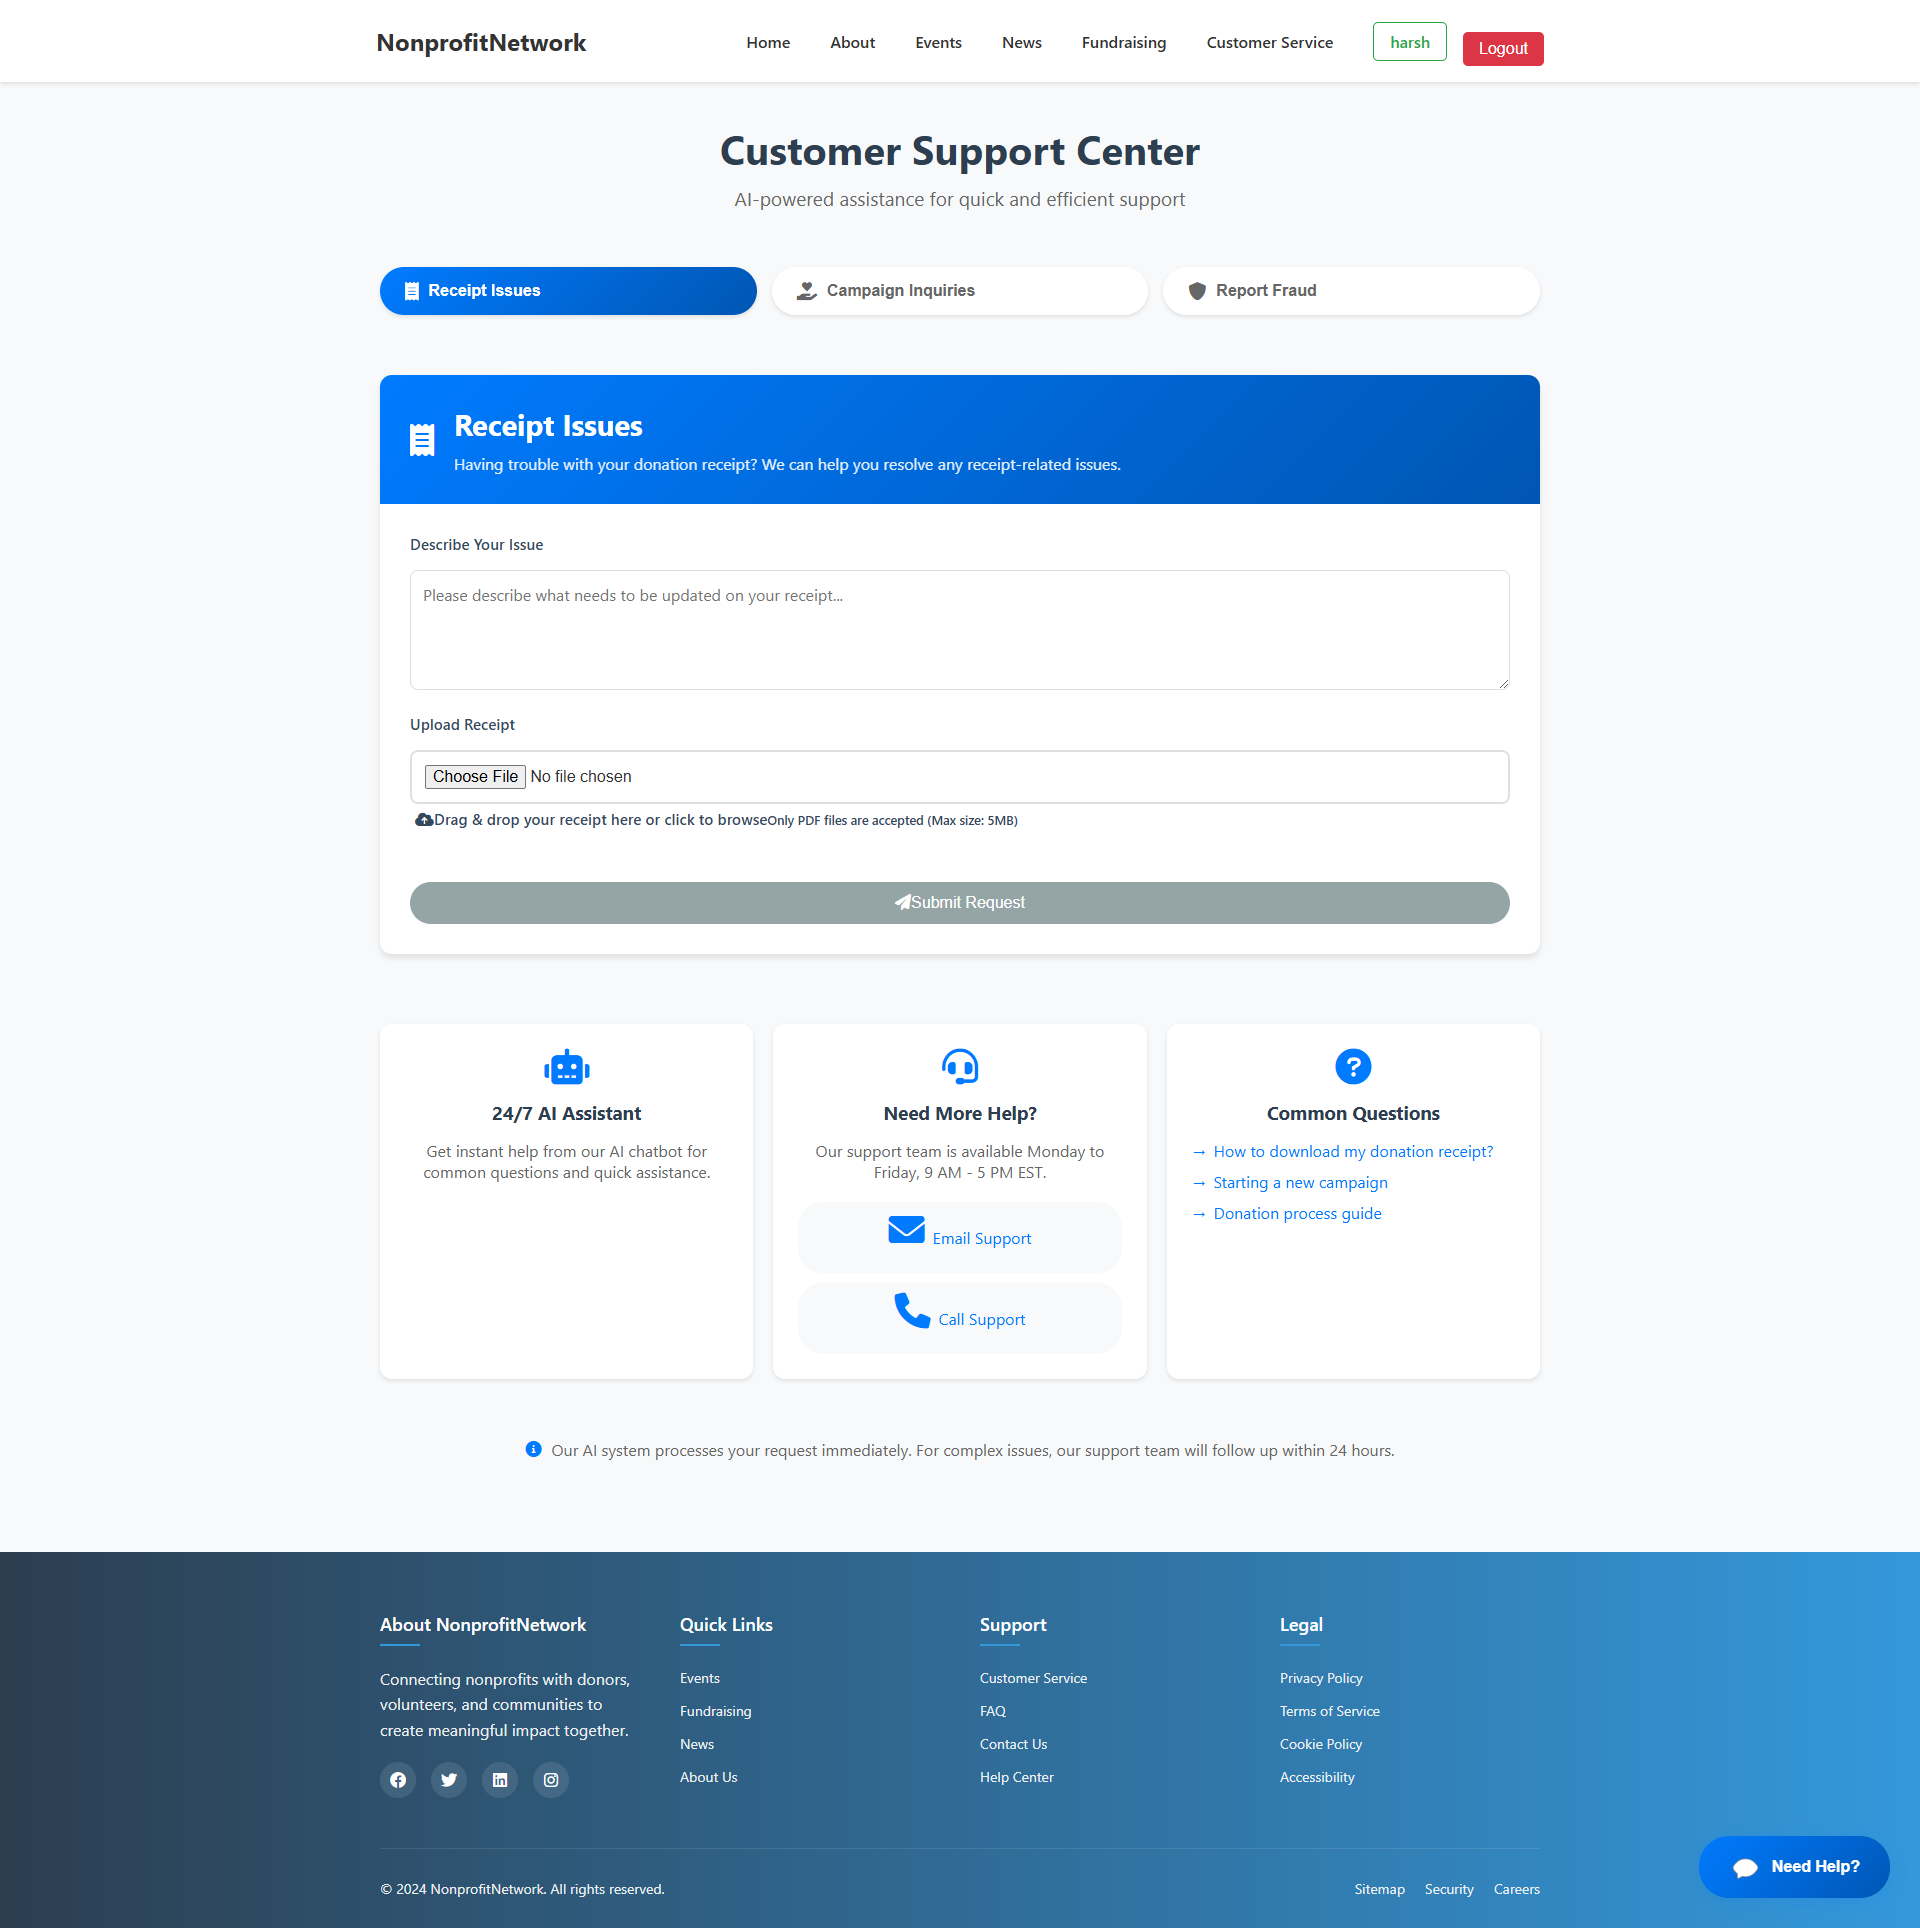 NonprofitNetwork
Home
About
Events
News
Fundraising
Customer Service
harsh
Logout
Customer Support Center
AI-powered assistance for quick and efficient support
Receipt Issues
Campaign Inquiries
Report Fraud
Receipt Issues
Having trouble with your donation receipt? We can help you resolve any receipt-related issues.
Describe Your Issue
Please describe what needs to be updated on your receipt...
Upload Receipt
Choose File No file chosen
Drag & drop your receipt here or click to browseOnly PDF files are accepted (Max size: 5MB)
Submit Request
24/7 AI Assistant
Get instant help from our AI chatbot for
common questions and quick assistance.
Need More Help?
Our support team is available Monday to
Friday, 9 AM - 5 PM EST.
Email Support
Call Support
Common Questions
→ How to download my donation receipt?
→ Starting a new campaign
→ Donation process guide
Our AI system processes your request immediately. For complex issues, our support team will follow up within 24 hours.
About NonprofitNetwork
Connecting nonprofits with donors,
volunteers, and communities to
create meaningful impact together.
Quick Links
Events
Fundraising
News
About Us
Support
Customer Service
FAQ
Contact Us
Help Center
Legal
Privacy Policy
Terms of Service
Cookie Policy
Accessibility
© 2024 NonprofitNetwork. All rights reserved.
Sitemap
Security
Careers
Need Help?